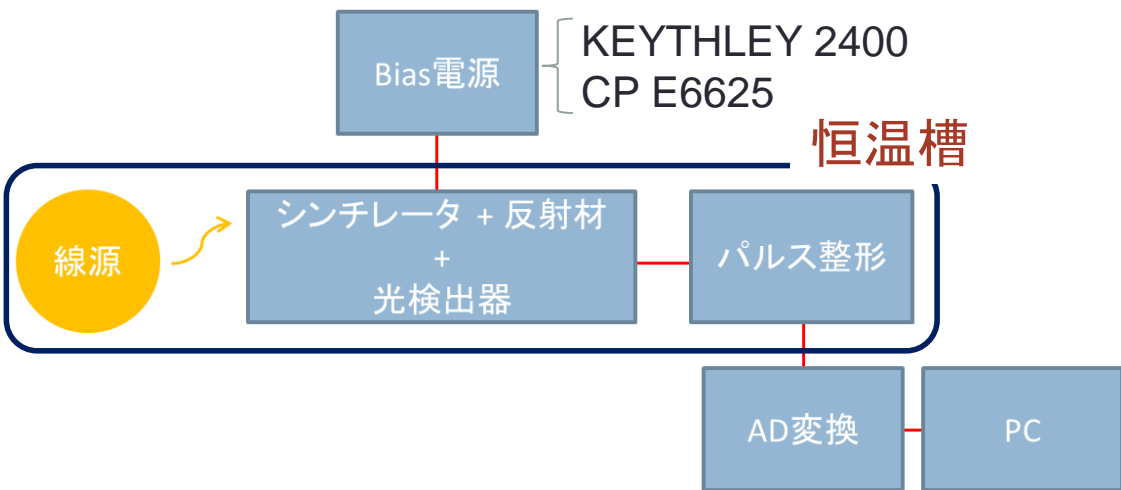 Bias電源
KEYTHLEY 2400
CP E6625
恒温槽
線源
シンチレータ + 反射材
+
光検出器
パルス整形
AD変換
PC